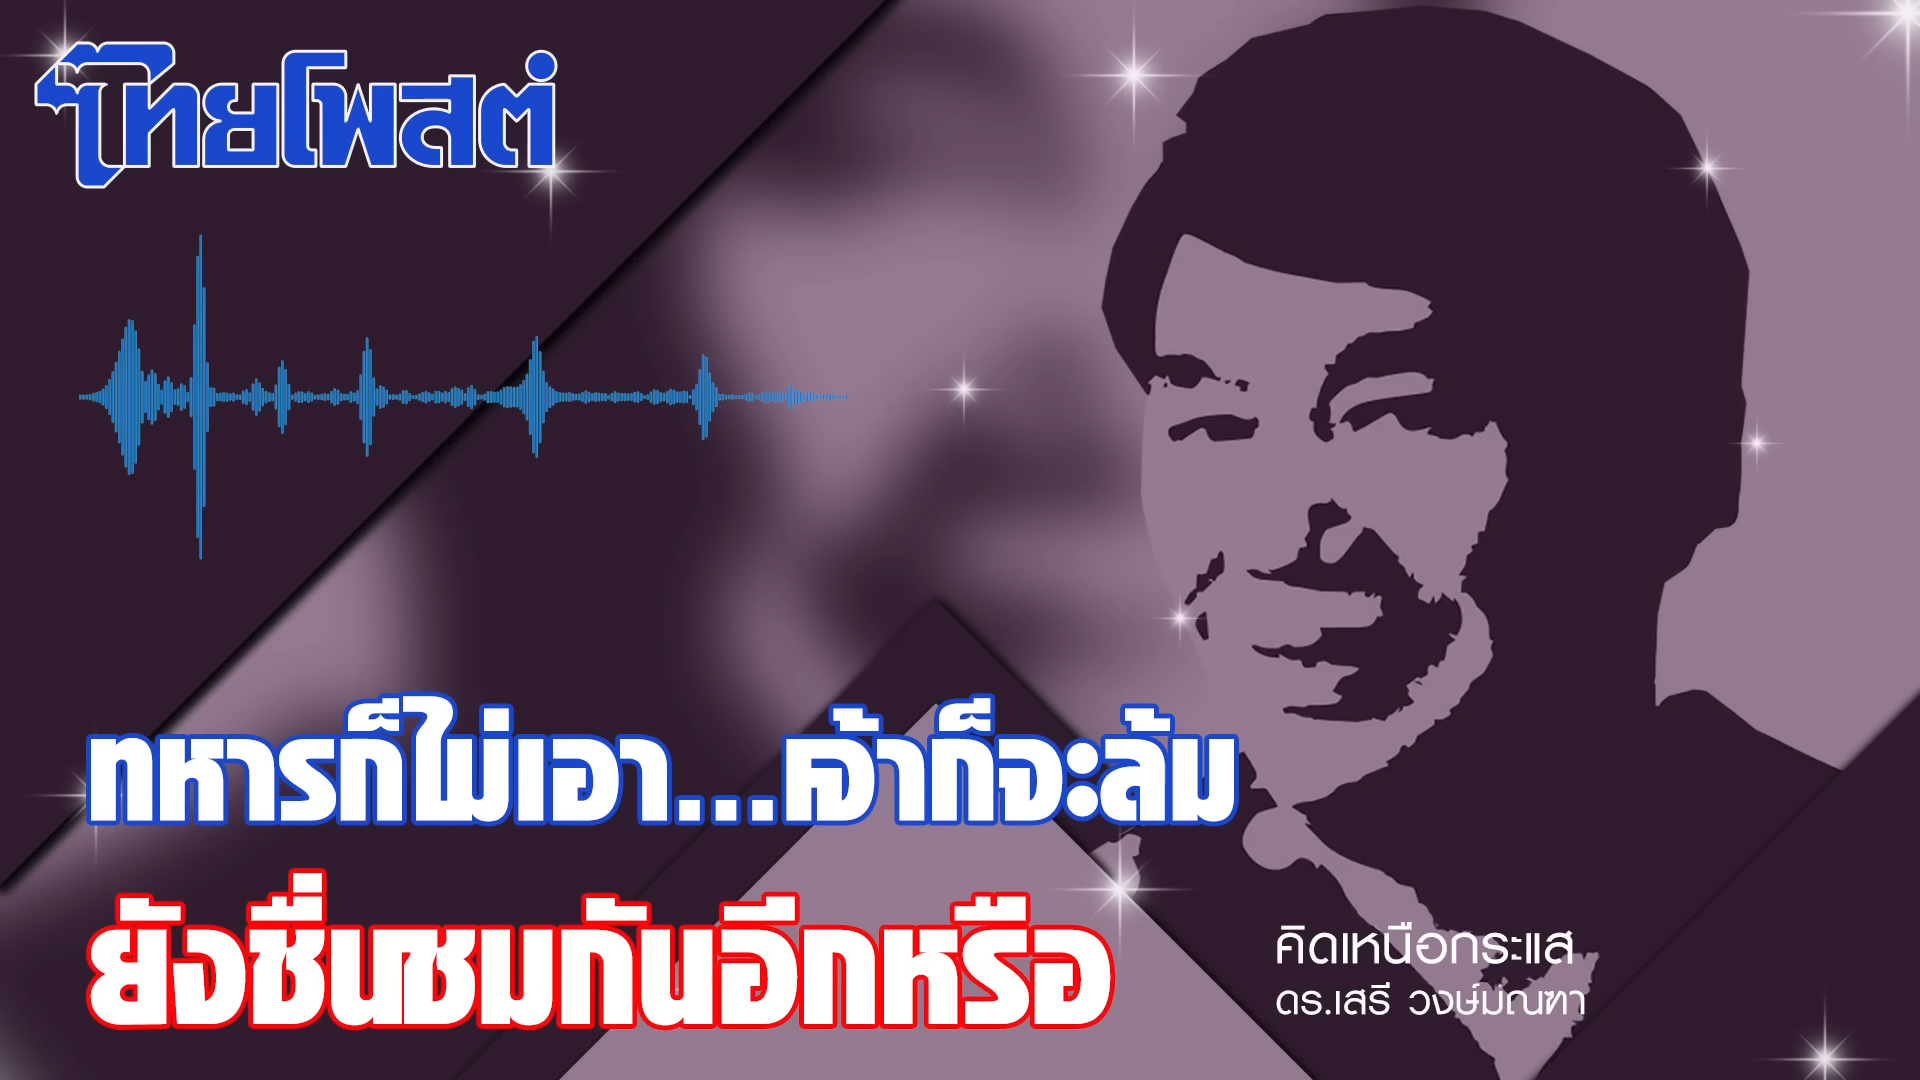 ไทยโพสต์
ทหารก็ไม่เอา...จ้าก็จะล้ม
ยังชื่นชมกันอีกหรือ
คิดเหนือกระแส
ดร.เสรี วงษ์มณฑา